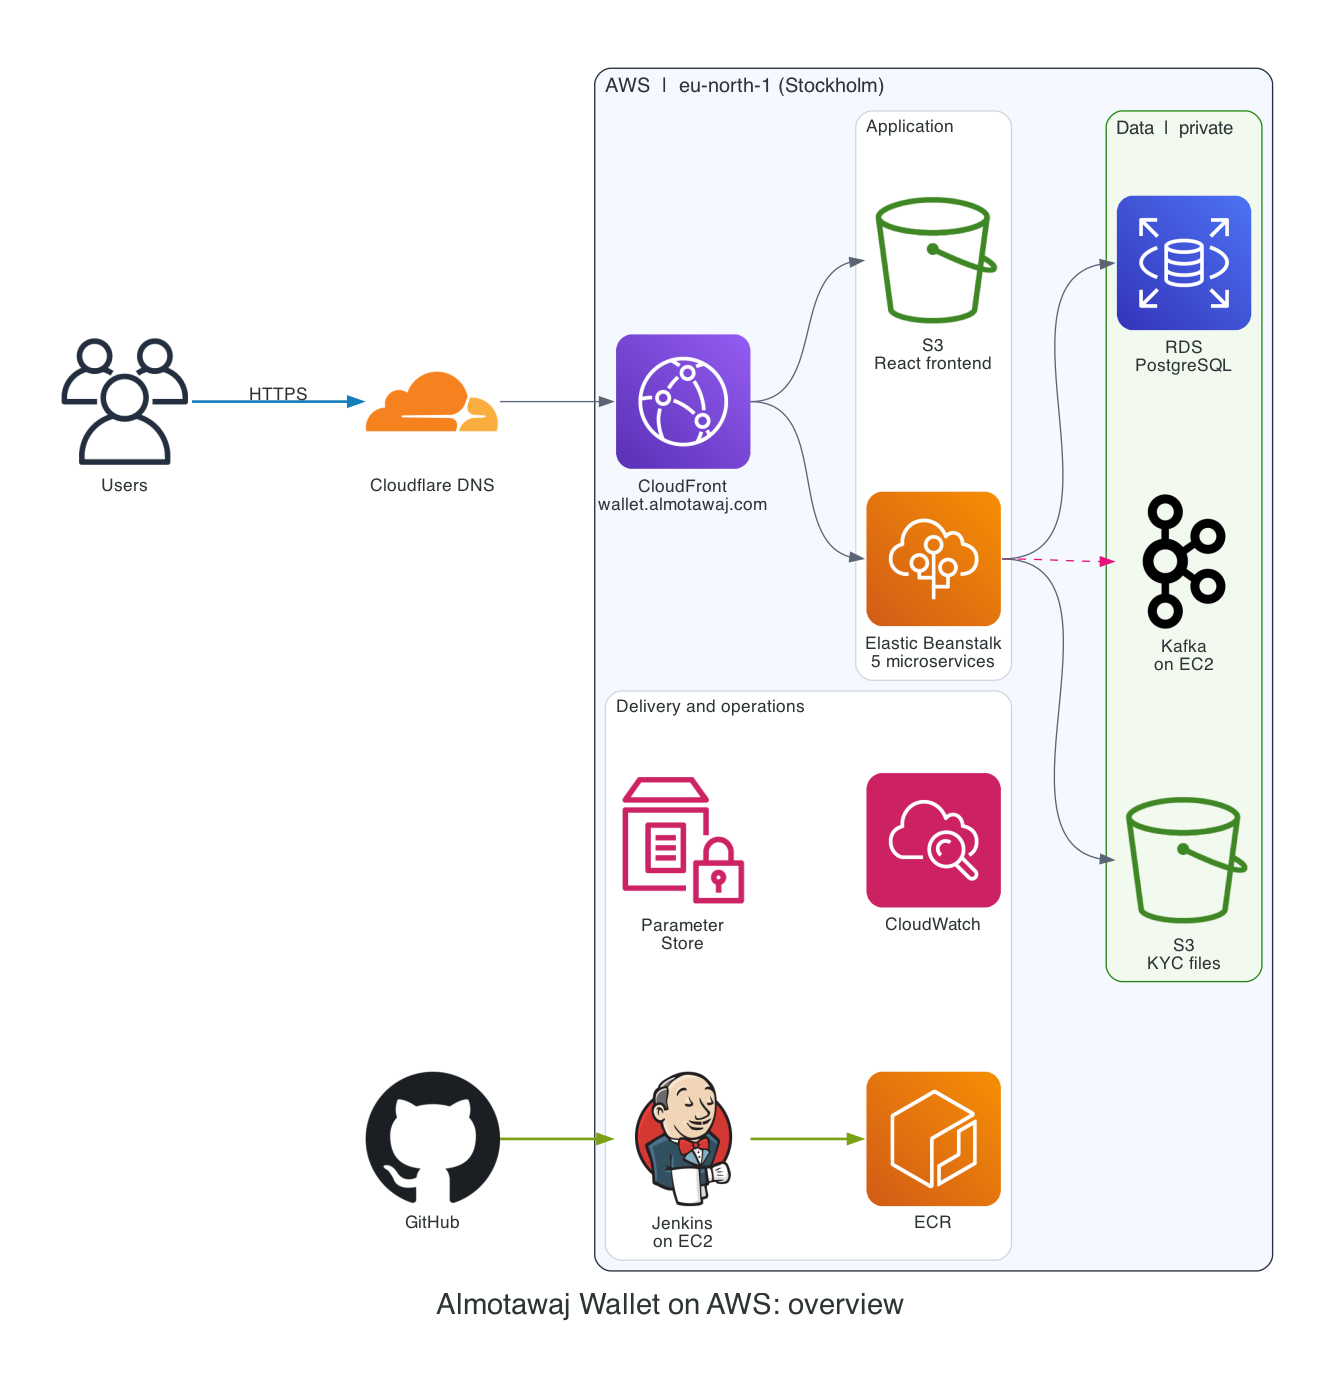 AWS | eu-north-1 (Stockholm)
Application
Data | private
S3
React frontend
RDS
PostgreSQL
HTTPS
Users
Cloudflare DNS
CloudFront
wallet.almotawaj.com
Elastic Beanstalk
5 microservices
Kafka
on EC2
Delivery and operations
Parameter
Store
CloudWatch
S3
KYC files
GitHub
Jenkins
on EC2
ECR
Almotawaj Wallet on AWS: overview